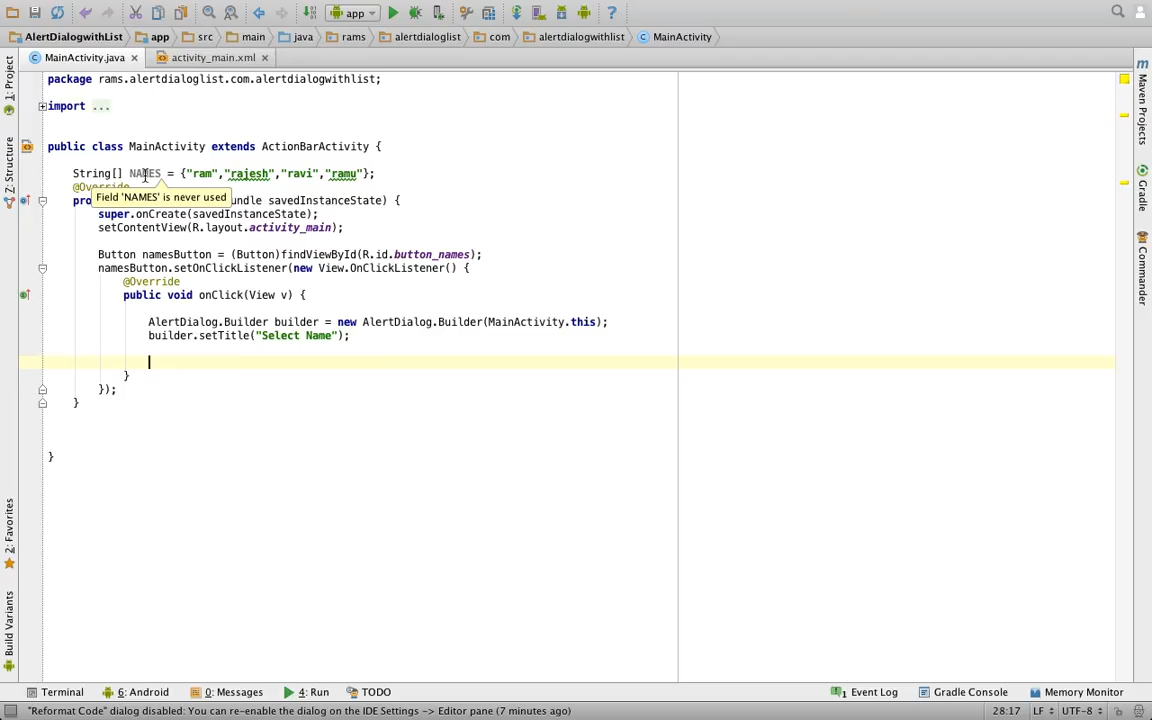 app
AlertDialogwithList app src main java rams alertdialoglist com alertdialogwithlist MainActivity
MainActivity.java activity_main.xml
1: Project
Z: Structure
2: Favorites
Build Variants
package rams.alertdialoglist.com.alertdialogwithlist;
import ...
public class MainActivity extends ActionBarActivity {
String[] NAMES = {"ram","rajesh","ravi","ramu"};
@Override
Field 'NAMES' is never used
pro undle savedInstanceState) {
super.onCreate(savedInstanceState);
setContentView(R.layout.activity_main);
Button namesButton = (Button)findViewById(R.id.button_names);
namesButton.setOnClickListener(new View.OnClickListener() {
@Override
public void onClick(View v) {
AlertDialog.Builder builder = new AlertDialog.Builder(MainActivity.this);
builder.setTitle("Select Name");
}
});
}
}
Maven Projects
Gradle
Commander
Terminal 6: Android 0: Messages 4: Run TODO 1 Event Log Gradle Console Memory Monitor
"Reformat Code" dialog disabled: You can re-enable the dialog on the IDE Settings -> Editor pane (7 minutes ago) 28:17 LF UTF-8